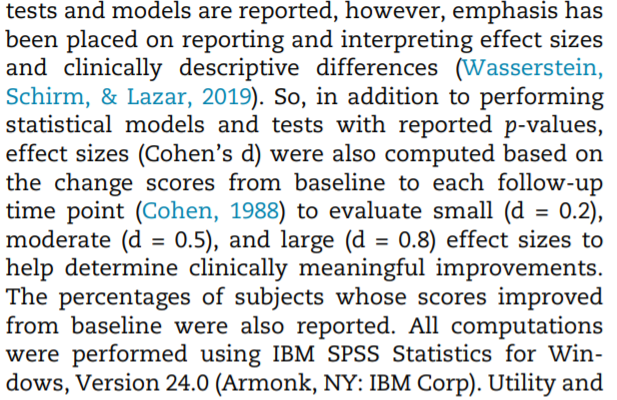 tests and models are reported, however, emphasis has
been placed on reporting and interpreting effect sizes
and clinically descriptive differences (Wasserstein,
Schirm, & Lazar, 2019). So, in addition to performing
statistical models and tests with reported p-values,
effect sizes (Cohen’s d) were also computed based on
the change scores from baseline to each follow-up
time point (Cohen, 1988) to evaluate small (d = 0.2),
moderate (d = 0.5), and large (d = 0.8) effect sizes to
help determine clinically meaningful improvements.
The percentages of subjects whose scores improved
from baseline were also reported. All computations
were performed using IBM SPSS Statistics for Win-
dows, Version 24.0 (Armonk, NY: IBM Corp). Utility and